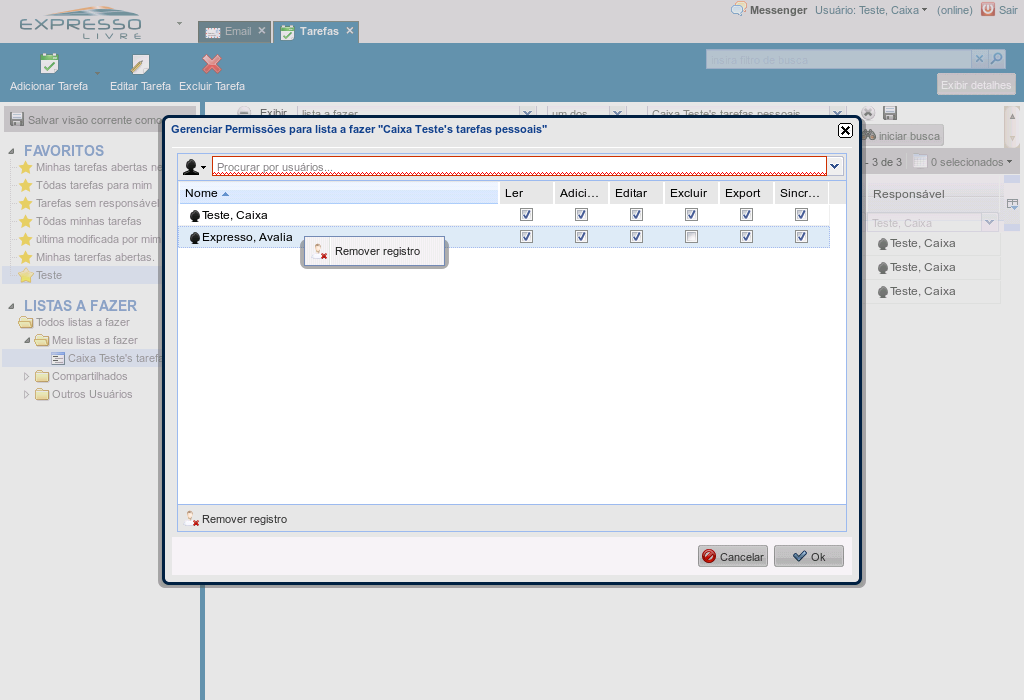 EXPRESSO
LIVRE
Email
Tarefas
Messenger
Usuário: Teste, Caixa
(online)
Sair
Adicionar Tarefa
Editar Tarefa
Excluir Tarefa
insira filtro de busca
Exibir detalhes
Salvar visão corrente como
Exibir
lista a fazer
um dos
Caixa Teste's tarefas pessoais
iniciar busca
- 3 de 3
0 selecionados
FAVORITOS
Minhas tarefas abertas ne
Tôdas tarefas para mim
Tarefas sem responsável
Tôdas minhas tarefas
última modificada por mim
Minhas tarerfas abertas.
Teste
LISTAS A FAZER
Todos listas a fazer
Meu listas a fazer
Caixa Teste's tarefa
Compartilhados
Outros Usuários
Gerenciar Permissões para lista a fazer "Caixa Teste's tarefas pessoais"
Procurar por usuários...
Nome Ler Adici... Editar Excluir Export Sincr...
Teste, Caixa
Expresso, Avalia
Remover registro
Remover registro
Cancelar
Ok
Responsável
Teste, Caixa
Teste, Caixa
Teste, Caixa
Teste, Caixa